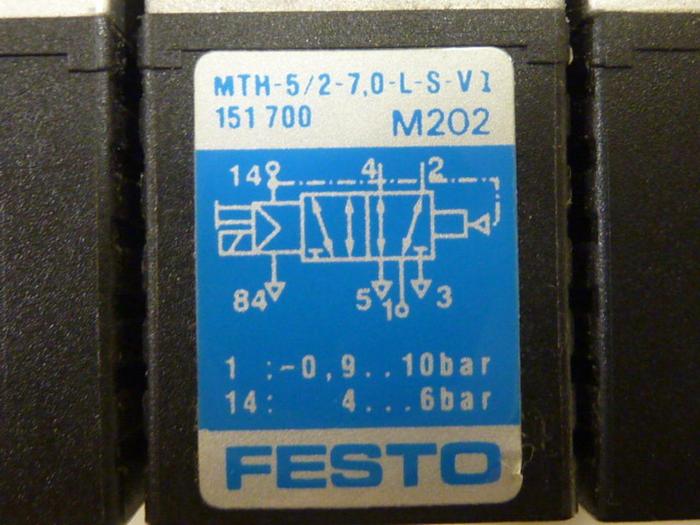 MTH-5/2-7,0-L-S-VI
151 700 M202
14 4 2
84 5 1 3
1 :-0,9..10bar
14: 4...6bar
FESTO